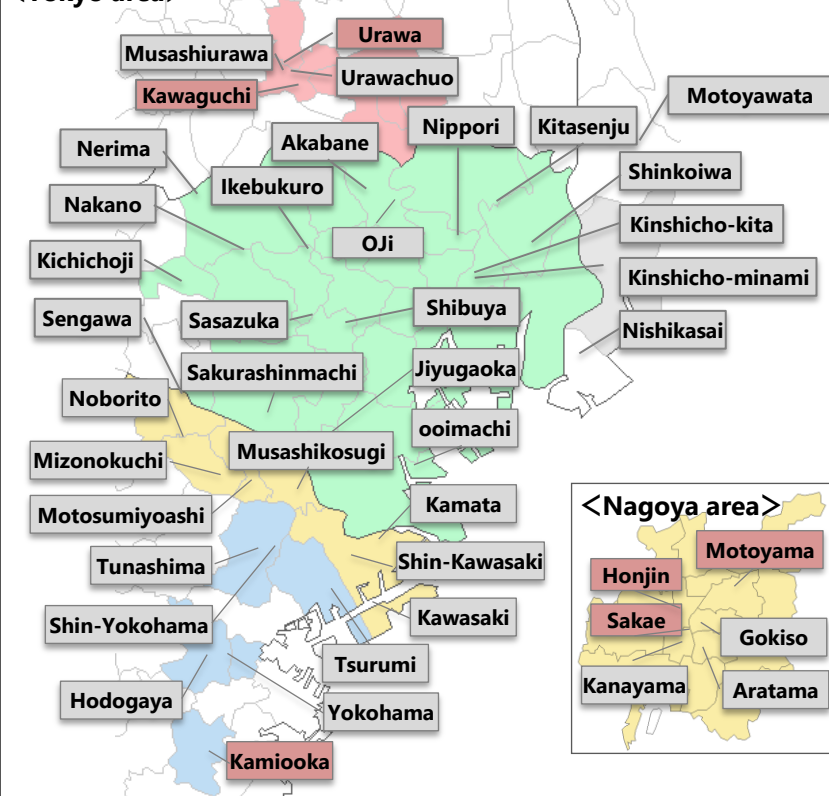 <Tokyo area>
Urawa
Musashiurawa
Urawachuo
Kawaguchi
Motoyawata
Nippori
Kitasenju
Akabane
Nerima
Shinkoiwa
Ikebukuro
Nakano
Kinshicho-kita
OJi
Kichichoji
Kinshicho-minami
Sengawa
Sasazuka
Shibuya
Nishikasai
Sakurashinmachi
Jiyugaoka
Noborito
ooimachi
Musashikosugi
Mizonokuchi
Kamata
Motosumiyoashi
Shin-Kawasaki
Tunashima
Kawasaki
Shin-Yokohama
Tsurumi
Hodogaya
Yokohama
Kamiooka
<Nagoya area>
Motoyama
Honjin
Sakae
Gokiso
Kanayama
Aratama